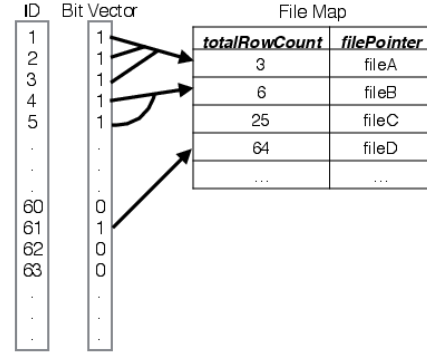 ID Bit Vector File Map
1 1
2 1
3 1
4 1
5 1
.
.
.
60 0
61 1
62 0
63 0
.
.
.
totalRowCount filePointer
3 fileA
6 fileB
25 fileC
64 fileD
... ...